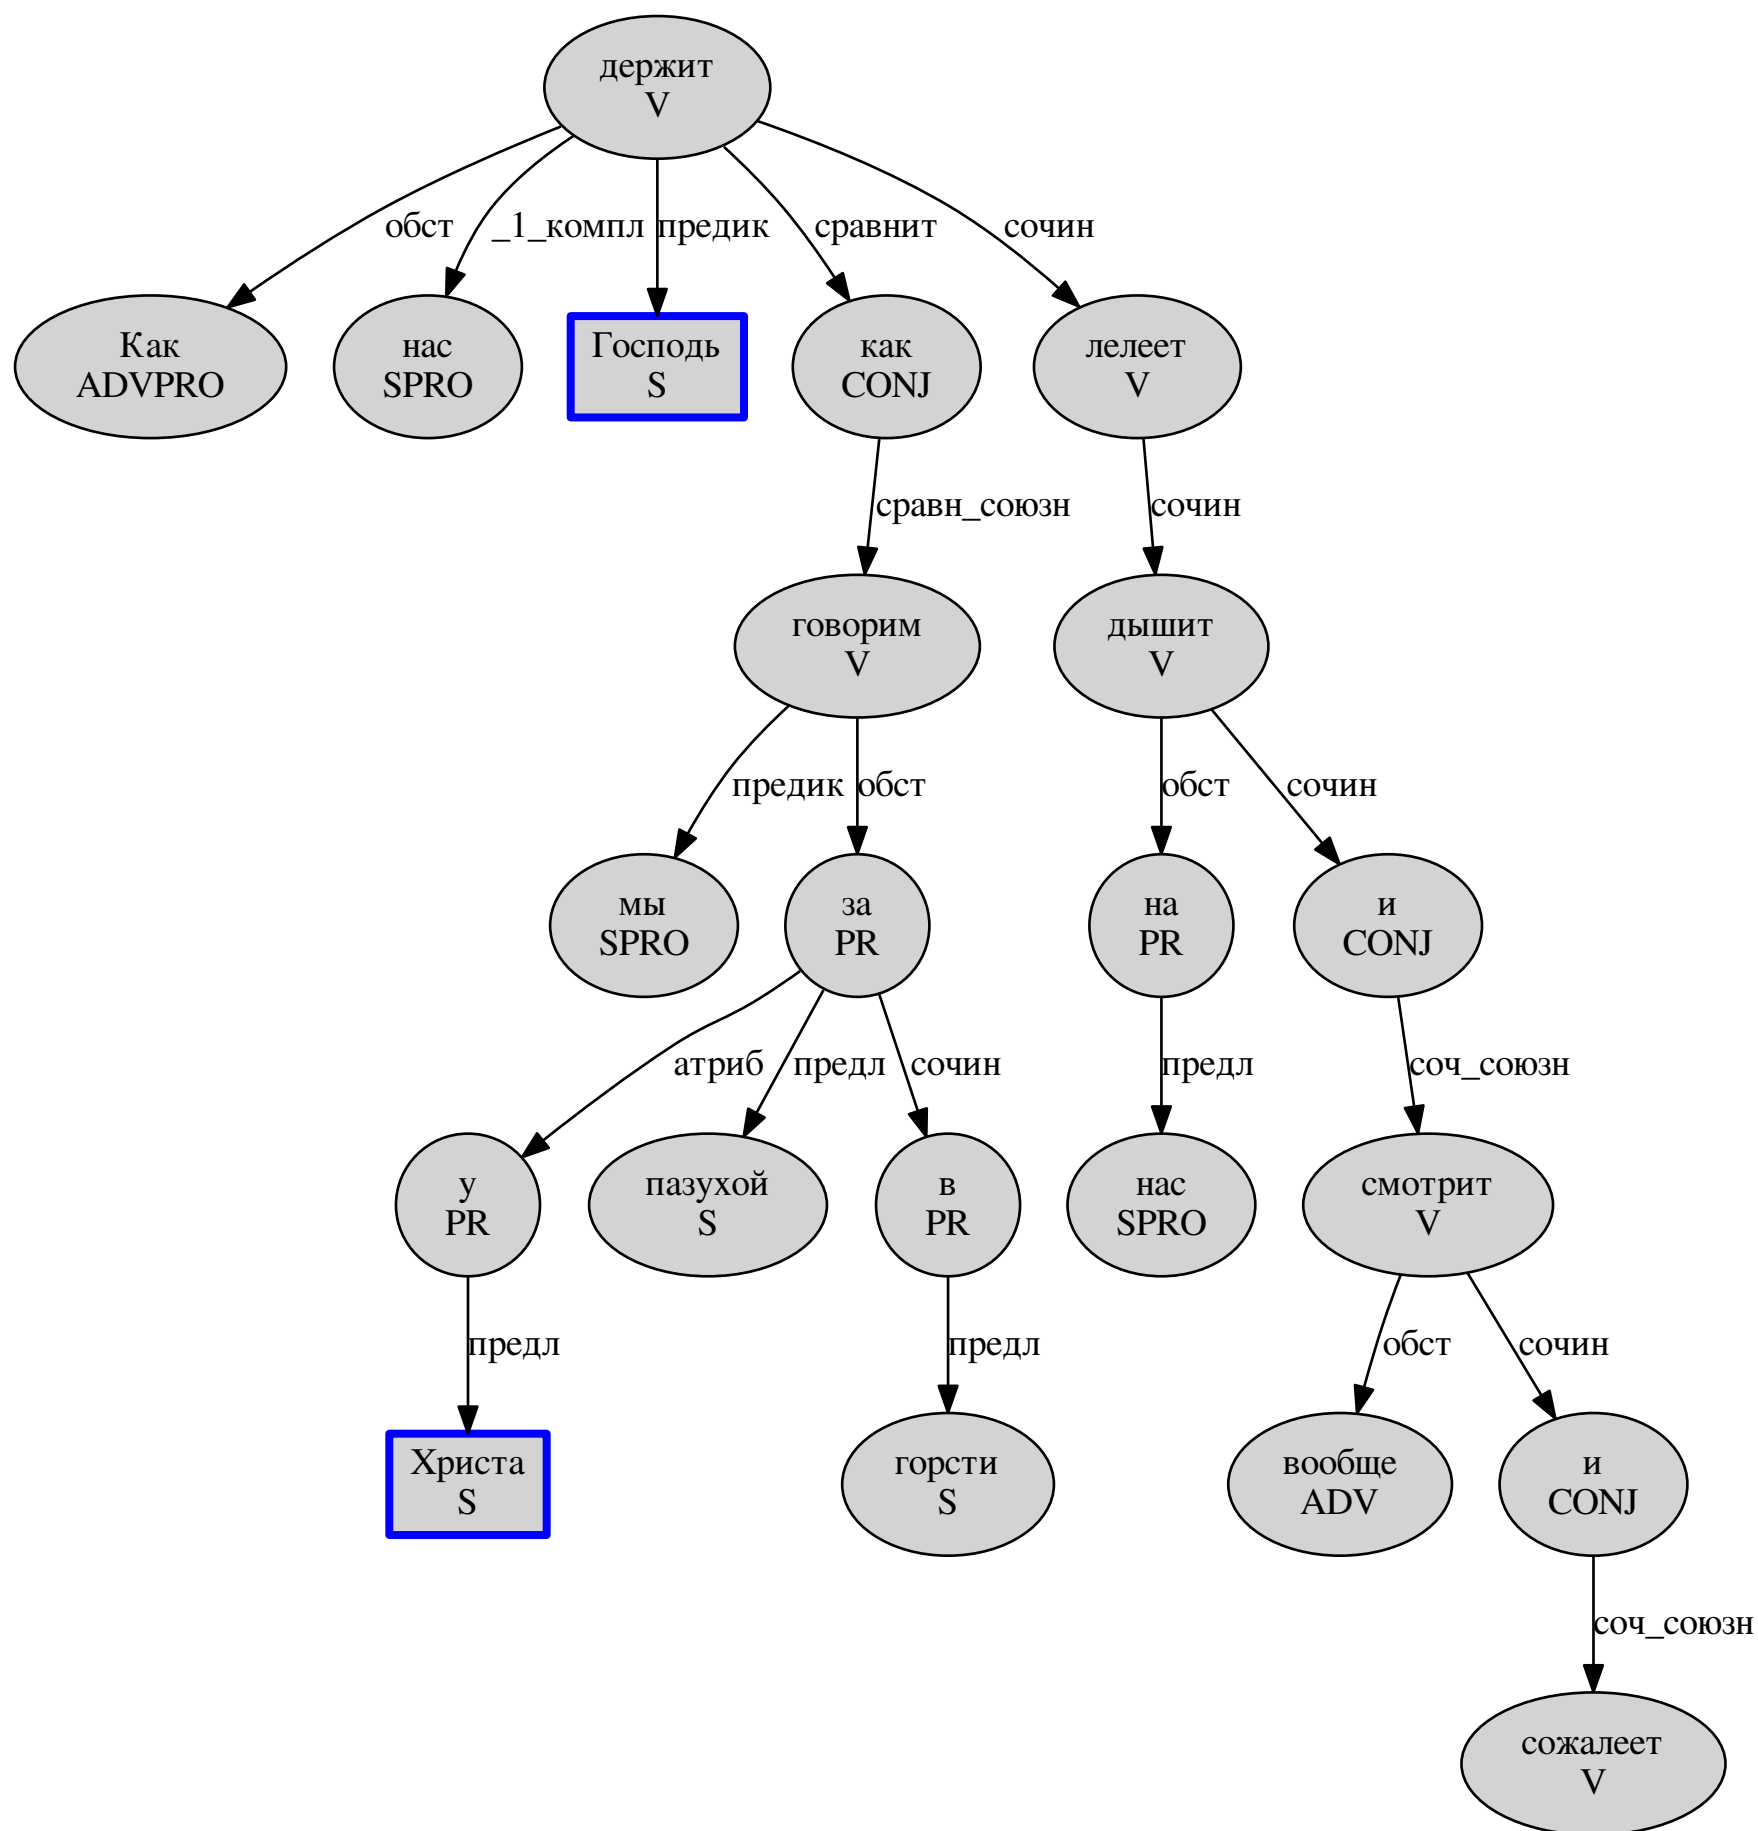 держит
V
обст
_1_компл
предик
сравнит
сочин
Как
ADVPRO
нас
SPRO
Господь
S
как
CONJ
лелеет
V
сравн_союзн
сочин
говорим
V
дышит
V
предик
обст
обст
сочин
мы
SPRO
за
PR
на
PR
и
CONJ
атриб
предл
сочин
предл
соч_союзн
у
PR
пазухой
S
в
PR
нас
SPRO
смотрит
V
предл
предл
обст
сочин
Христа
S
горсти
S
вообще
ADV
и
CONJ
соч_союзн
сожалеет
V